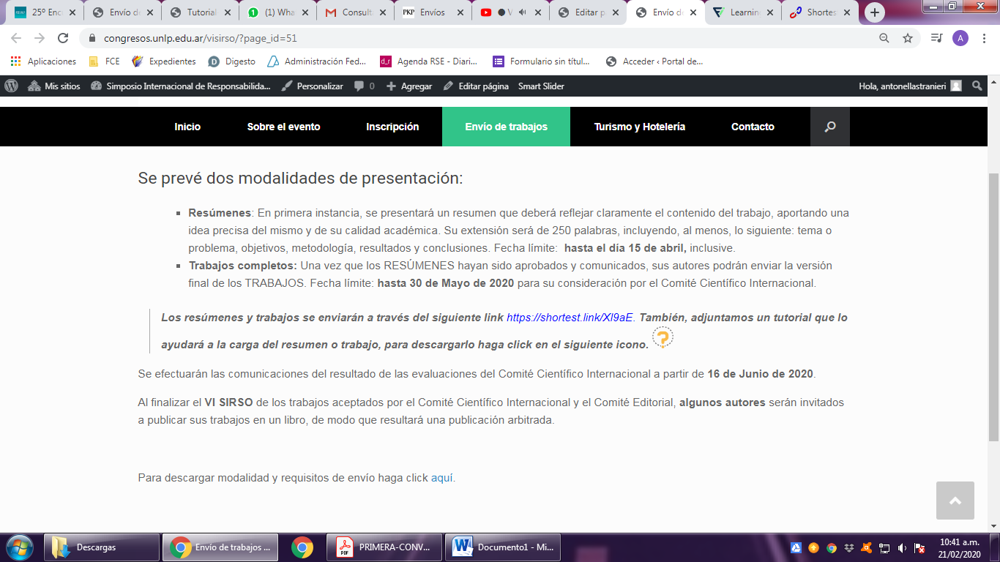 25º Enc
Envío de
Tutorial
(1) Wha
Consult
PKP Envíos
Editar p
Envío de
Learnin
Shortes
congresos.unlp.edu.ar/visirso/?page_id=51
A
Aplicaciones
FCE
Expedientes
Digesto
Administración Fed...
Agenda RSE - Diari...
Formulario sin títul...
Acceder ‹ Portal de...
Mis sitios
Simposio Internacional de Responsabilida...
Personalizar
0
Agregar
Editar página
Smart Slider
Hola, antonellastranieri
Inicio
Sobre el evento
Inscripción
Envío de trabajos
Turismo y Hotelería
Contacto
Se prevé dos modalidades de presentación:
Resúmenes: En primera instancia, se presentará un resumen que deberá reflejar claramente el contenido del trabajo, aportando una
idea precisa del mismo y de su calidad académica. Su extensión será de 250 palabras, incluyendo, al menos, lo siguiente: tema o
problema, objetivos, metodología, resultados y conclusiones. Fecha límite: hasta el día 15 de abril, inclusive.
Trabajos completos: Una vez que los RESÚMENES hayan sido aprobados y comunicados, sus autores podrán enviar la versión
final de los TRABAJOS. Fecha límite: hasta 30 de Mayo de 2020 para su consideración por el Comité Científico Internacional.
Los resúmenes y trabajos se enviarán a través del siguiente link https://shortest.link/Xl9aE. También, adjuntamos un tutorial que lo
ayudará a la carga del resumen o trabajo, para descargarlo haga click en el siguiente icono. ?
Se efectuarán las comunicaciones del resultado de las evaluaciones del Comité Científico Internacional a partir de 16 de Junio de 2020.
Al finalizar el VI SIRSO de los trabajos aceptados por el Comité Científico Internacional y el Comité Editorial, algunos autores serán invitados
a publicar sus trabajos en un libro, de modo que resultará una publicación arbitrada.
Para descargar modalidad y requisitos de envío haga click aquí.
Descargas
Envío de trabajos ...
PRIMERA-CONV...
Documento1 - Mi...
10:41 a.m.
21/02/2020